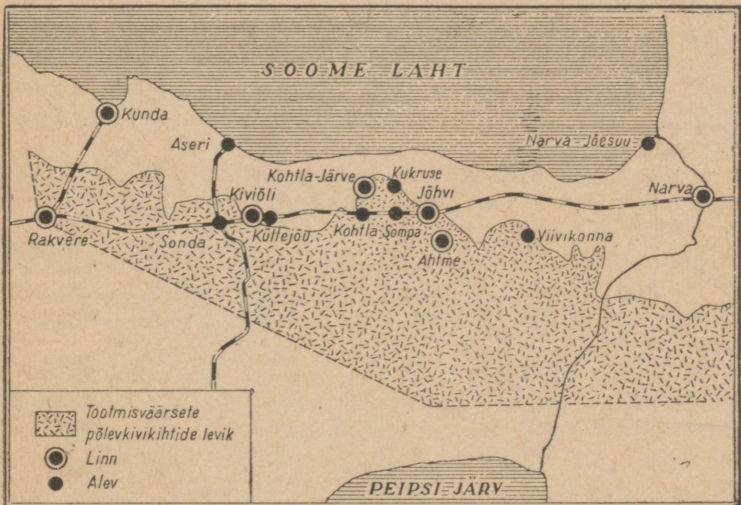 SOOME LAHT
Kunda
Aseri
Narva-Jõesuu
Kohtla-Järve
Kukruse
Kiviõli
Jõhvi
Narva
Rakvere
Sonda
Küttejõu
Kohtla
Sompa
Ahtme
Viivikonna
Tootmisväärsete
põlevkivikihtide levik
Linn
Alev
PEIPSI JÄRV